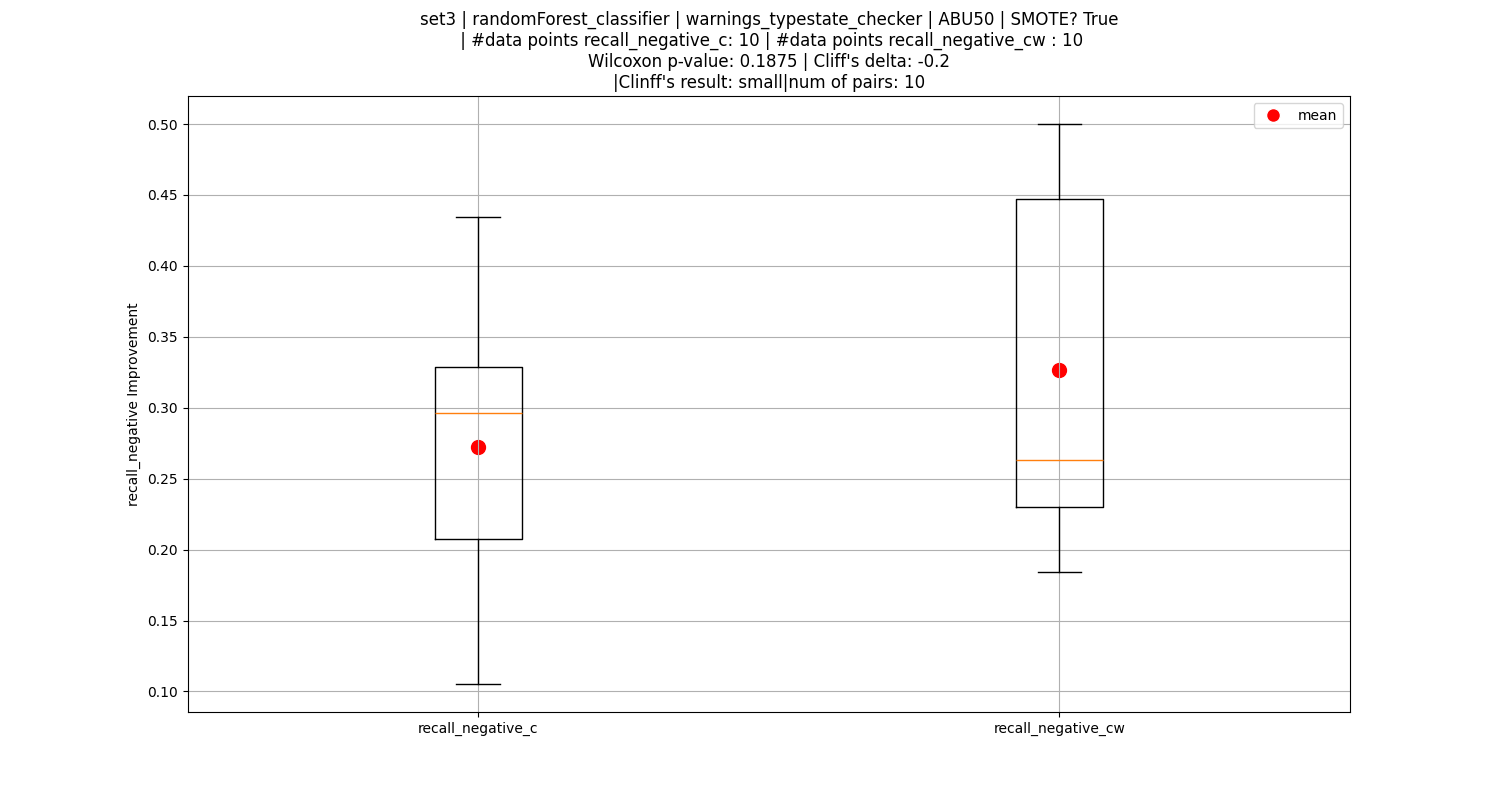 set3 | randomForest_classifier | warnings_typestate_checker | ABU50 | SMOTE? True
| #data points recall_negative_c: 10 | #data points recall_negative_cw : 10
Wilcoxon p-value: 0.1875 | Cliff's delta: -0.2
|Clinff's result: small|num of pairs: 10
mean
recall_negative Improvement
0.50
0.45
0.40
0.35
0.30
0.25
0.20
0.15
0.10
recall_negative_c
recall_negative_cw